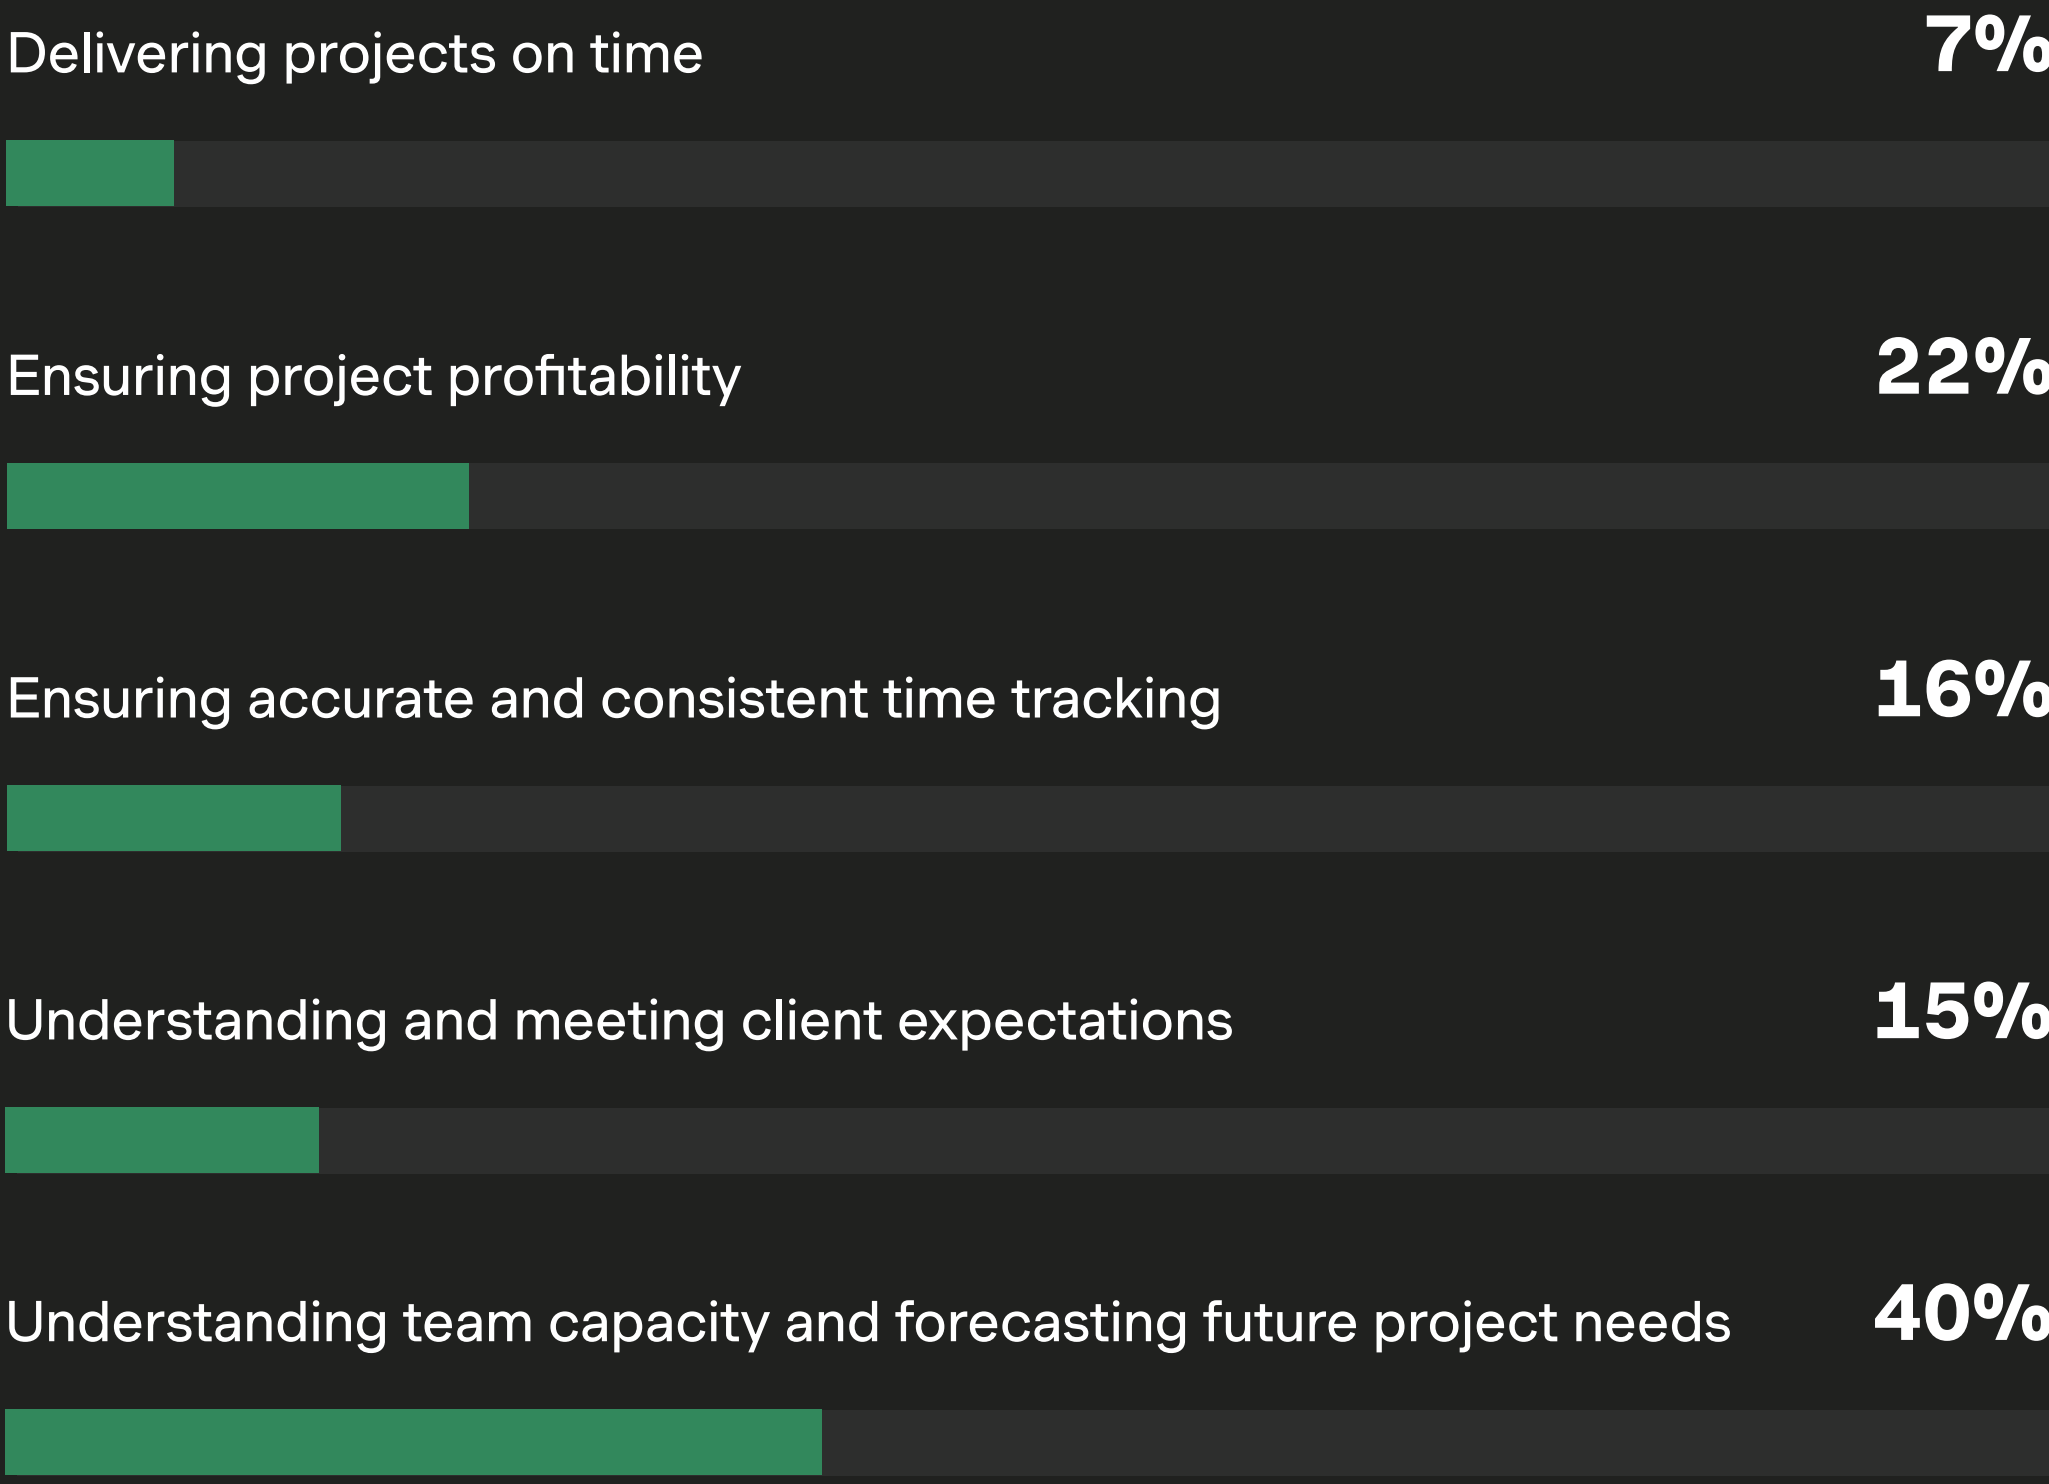 Delivering projects on time 7%
Ensuring project profitability 22%
Ensuring accurate and consistent time tracking 16%
Understanding and meeting client expectations 15%
Understanding team capacity and forecasting future project needs 40%